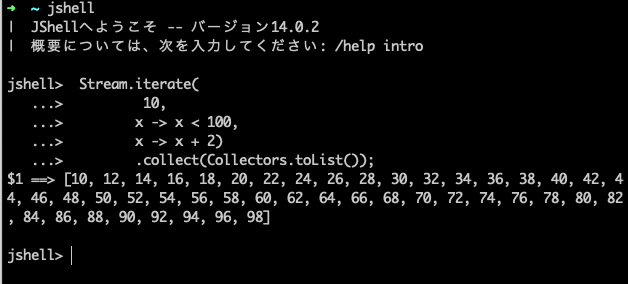 ➜  ~ jshell
|  JShellへようこそ -- バージョン14.0.2
|  概要については、次を入力してください: /help intro
jshell>  Stream.iterate(
   ...>           10,
   ...>          x -> x < 100,
   ...>          x -> x + 2)
   ...>          .collect(Collectors.toList());
$1 ==> [10, 12, 14, 16, 18, 20, 22, 24, 26, 28, 30, 32, 34, 36, 38, 40, 42, 4
4, 46, 48, 50, 52, 54, 56, 58, 60, 62, 64, 66, 68, 70, 72, 74, 76, 78, 80, 82
, 84, 86, 88, 90, 92, 94, 96, 98]
jshell>